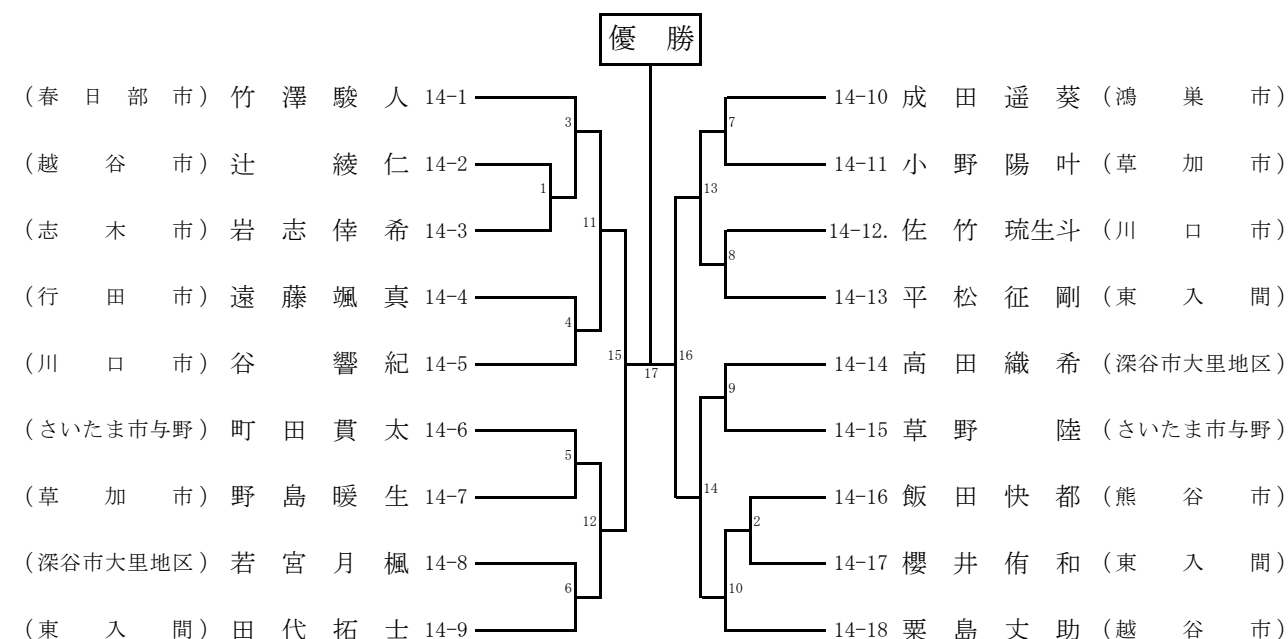 優 勝
(春日部市) 竹澤駿人 14-1
(越谷市) 辻 綾仁 14-2
(志木市) 岩志倖希 14-3
(行田市) 遠藤颯真 14-4
(川口市) 谷 響紀 14-5
(さいたま市与野) 町田貫太 14-6
(草加市) 野島暖生 14-7
(深谷市大里地区) 若宮月楓 14-8
(東入間) 田代拓士 14-9
3
1
11
4
15
5
12
6
17
14-10 成田遥葵 (鴻巣市)
14-11 小野陽叶 (草加市)
14-12. 佐竹琉生斗 (川口市)
14-13 平松征剛 (東入間)
14-14 高田織希 (深谷市大里地区)
14-15 草野 陸 (さいたま市与野)
14-16 飯田快都 (熊谷市)
14-17 櫻井侑和 (東入間)
14-18 栗島丈助 (越谷市)
7
13
8
16
9
14
2
10